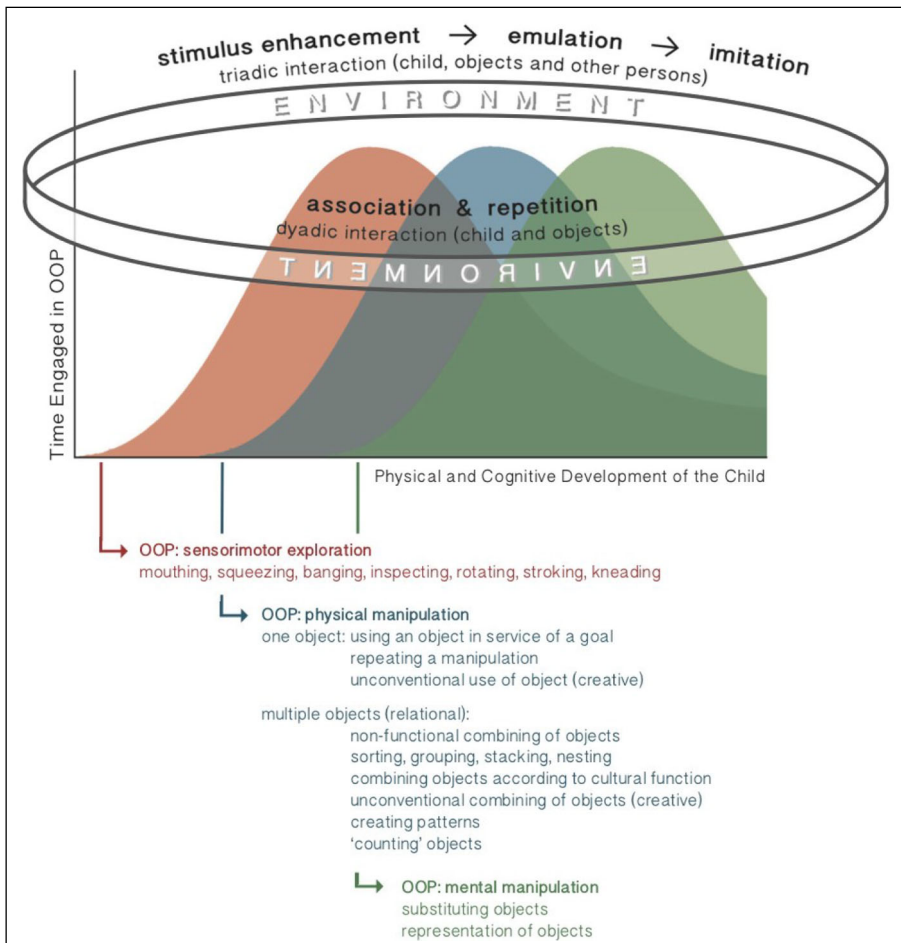 stimulus enhancement → emulation → imitation
triadic interaction (child, objects and other persons)
ENVIRONMENT
association & repetition
dyadic interaction (child and objects)
ENVIRONMENT
Time Engaged in OOP
Physical and Cognitive Development of the Child
OOP: sensorimotor exploration
mouthing, squeezing, banging, inspecting, rotating, stroking, kneading
OOP: physical manipulation
one object: using an object in service of a goal
repeating a manipulation
unconventional use of object (creative)
multiple objects (relational):
non-functional combining of objects
sorting, grouping, stacking, nesting
combining objects according to cultural function
unconventional combining of objects (creative)
creating patterns
‘counting’ objects
OOP: mental manipulation
substituting objects
representation of objects